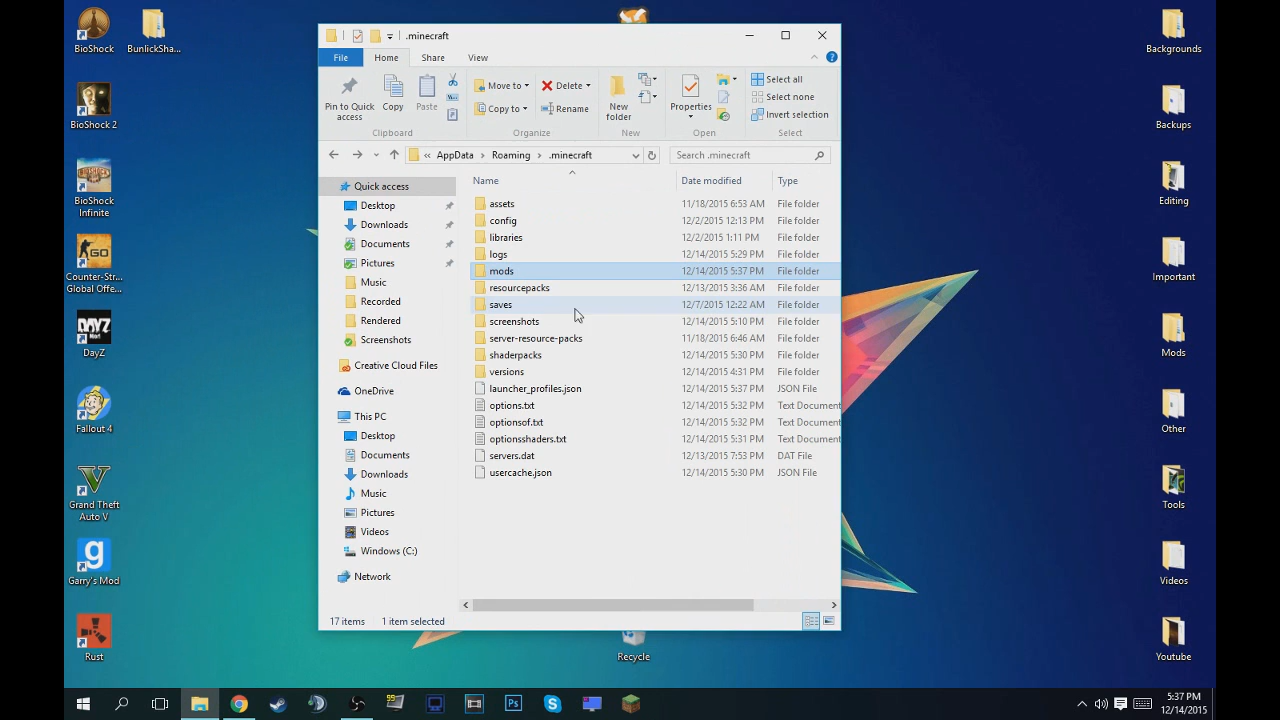 BioShock
BunlickSha...
BioShock 2
BioShock
Infinite
Counter-Str...
Global Offe...
DayZ
Fallout 4
Grand Theft
Auto V
Garry's Mod
Rust
.minecraft
File
Home
Share
View
Pin to Quick
access
Copy
Paste
Clipboard
Move to
Copy to
Delete
Rename
Organize
New
folder
New
Properties
Open
Select all
Select none
Invert selection
Select
« AppData › Roaming › .minecraft
Search .minecraft
Quick access
Desktop
Downloads
Documents
Pictures
Music
Recorded
Rendered
Screenshots
Creative Cloud Files
OneDrive
This PC
Desktop
Documents
Downloads
Music
Pictures
Videos
Windows (C:)
Network
Name Date modified Type
assets 11/18/2015 6:53 AM File folder
config 12/2/2015 12:13 PM File folder
libraries 12/2/2015 1:11 PM File folder
logs 12/14/2015 5:29 PM File folder
mods 12/14/2015 5:37 PM File folder
resourcepacks 12/13/2015 3:36 AM File folder
saves 12/7/2015 12:22 AM File folder
screenshots 12/14/2015 5:10 PM File folder
server-resource-packs 11/18/2015 6:46 AM File folder
shaderpacks 12/14/2015 5:30 PM File folder
versions 12/14/2015 4:31 PM File folder
launcher_profiles.json 12/14/2015 5:37 PM JSON File
options.txt 12/14/2015 5:32 PM Text Document
optionsof.txt 12/14/2015 5:32 PM Text Document
optionsshaders.txt 12/14/2015 5:31 PM Text Document
servers.dat 12/13/2015 7:53 PM DAT File
usercache.json 12/14/2015 5:30 PM JSON File
17 items 1 item selected
Recycle
Backgrounds
Backups
Editing
Important
Mods
Other
Tools
Videos
Youtube
5:37 PM
12/14/2015